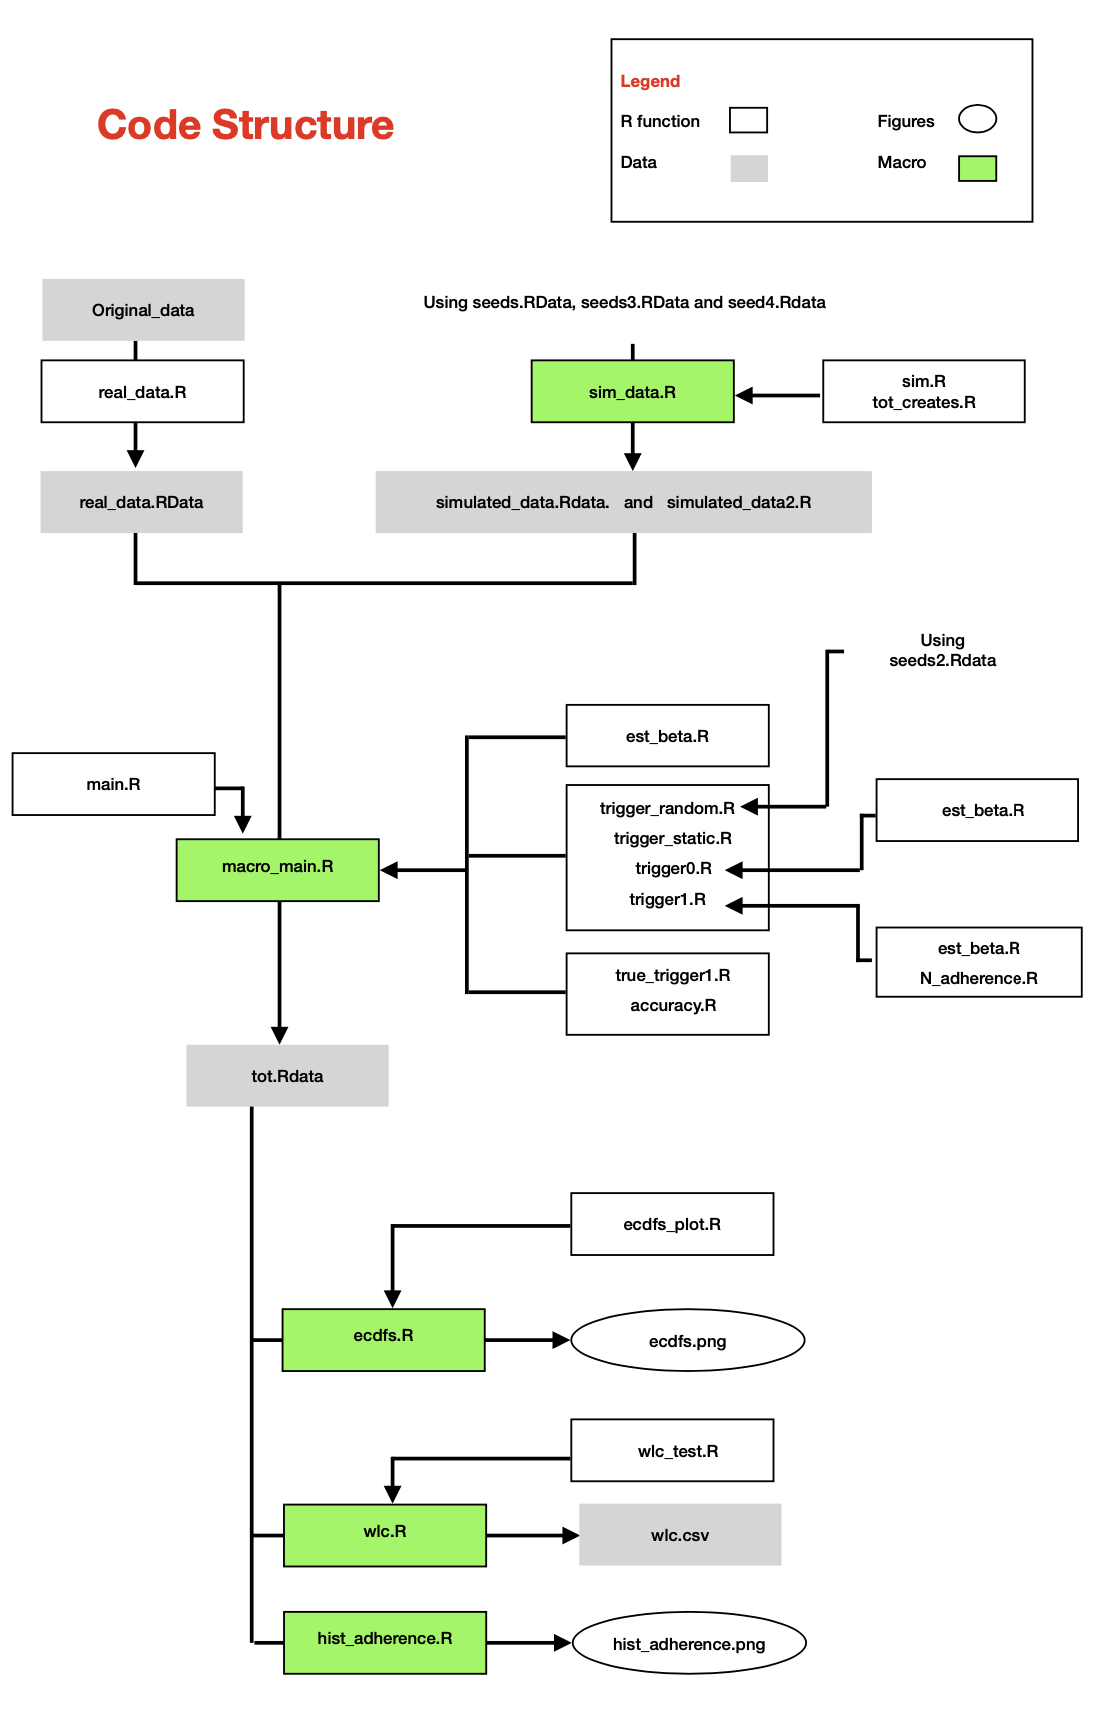 Code Structure
Legend
R function
Figures
Data
Macro
Original_data
Using seeds.RData, seeds3.RData and seed4.Rdata
real_data.R
sim_data.R
sim.R
tot_creates.R
real_data.RData
simulated_data.Rdata. and simulated_data2.R
Using
seeds2.Rdata
est_beta.R
main.R
trigger_random.R
trigger_static.R
trigger0.R
trigger1.R
est_beta.R
macro_main.R
est_beta.R
N_adherence.R
true_trigger1.R
accuracy.R
tot.Rdata
ecdfs_plot.R
ecdfs.R
ecdfs.png
wlc_test.R
wlc.R
wlc.csv
hist_adherence.R
hist_adherence.png